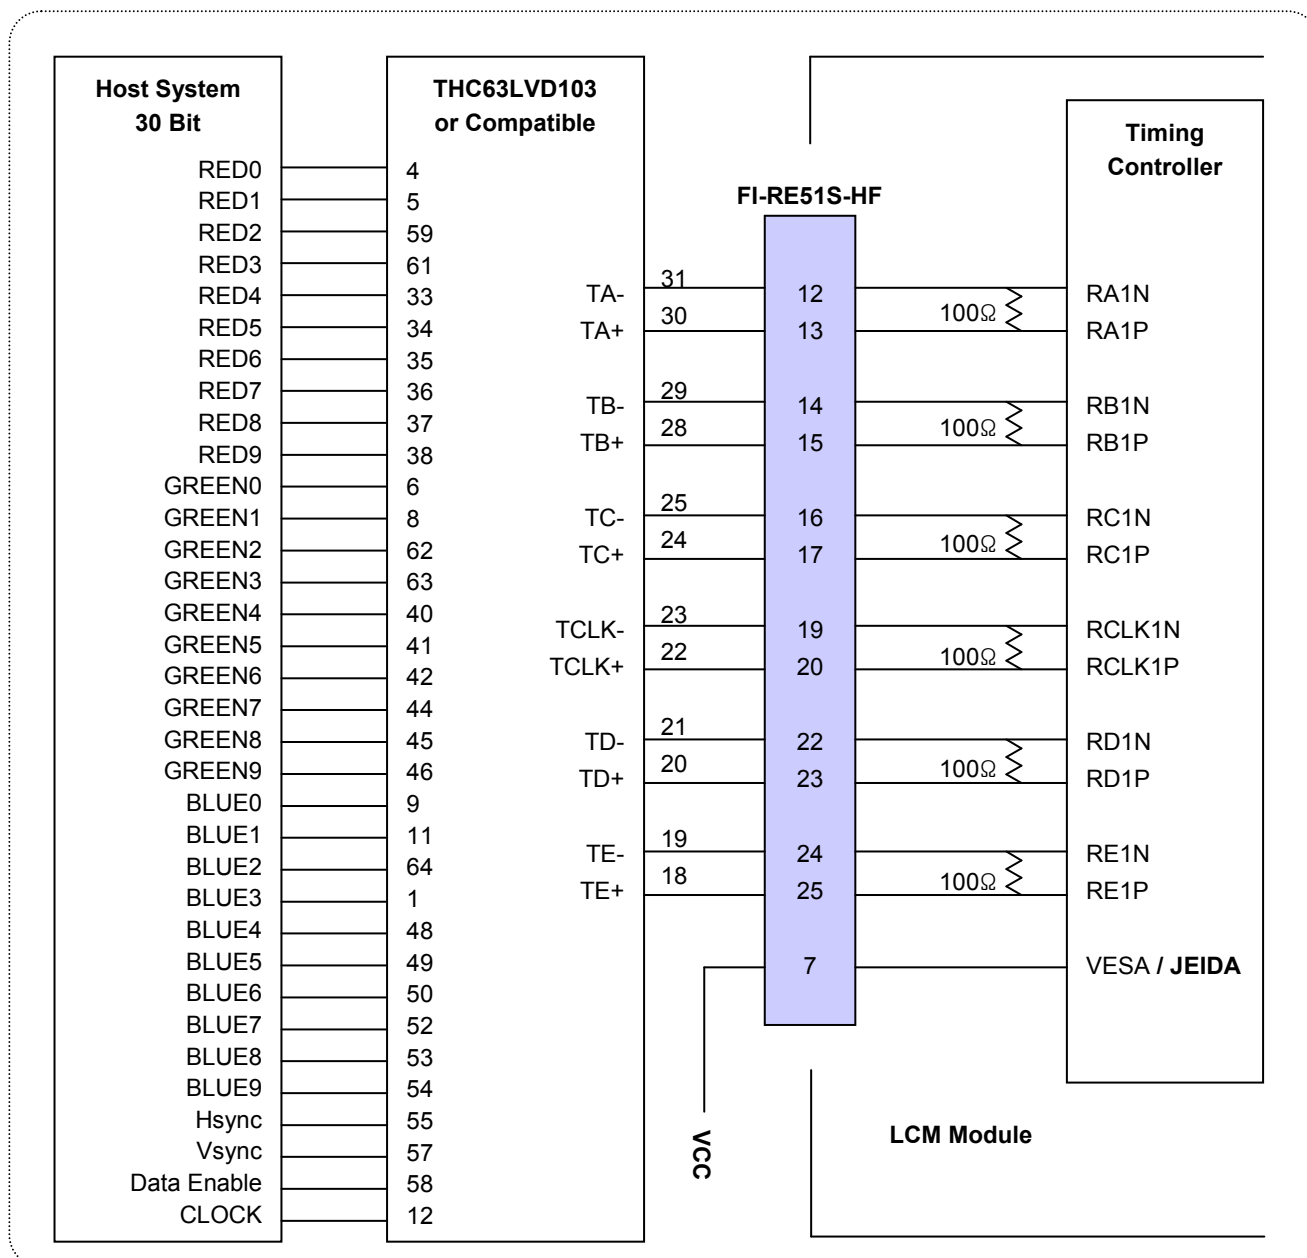 Host System
30 Bit
RED0
RED1
RED2
RED3
RED4
RED5
RED6
RED7
RED8
RED9
GREEN0
GREEN1
GREEN2
GREEN3
GREEN4
GREEN5
GREEN6
GREEN7
GREEN8
GREEN9
BLUE0
BLUE1
BLUE2
BLUE3
BLUE4
BLUE5
BLUE6
BLUE7
BLUE8
BLUE9
Hsync
Vsync
Data Enable
CLOCK
THC63LVD103
or Compatible
4
5
59
61
33
34
35
36
37
38
6
8
62
63
40
41
42
44
45
46
9
11
64
1
48
49
50
52
53
54
55
57
58
12
TA-
TA+
TB-
TB+
TC-
TC+
TCLK-
TCLK+
TD-
TD+
TE-
TE+
31
30
29
28
25
24
23
22
21
20
19
18
VCC
FI-RE51S-HF
12
13
14
15
16
17
19
20
22
23
24
25
7
100Ω
100Ω
100Ω
100Ω
100Ω
100Ω
Timing
Controller
RA1N
RA1P
RB1N
RB1P
RC1N
RC1P
RCLK1N
RCLK1P
RD1N
RD1P
RE1N
RE1P
VESA / JEIDA
LCM Module